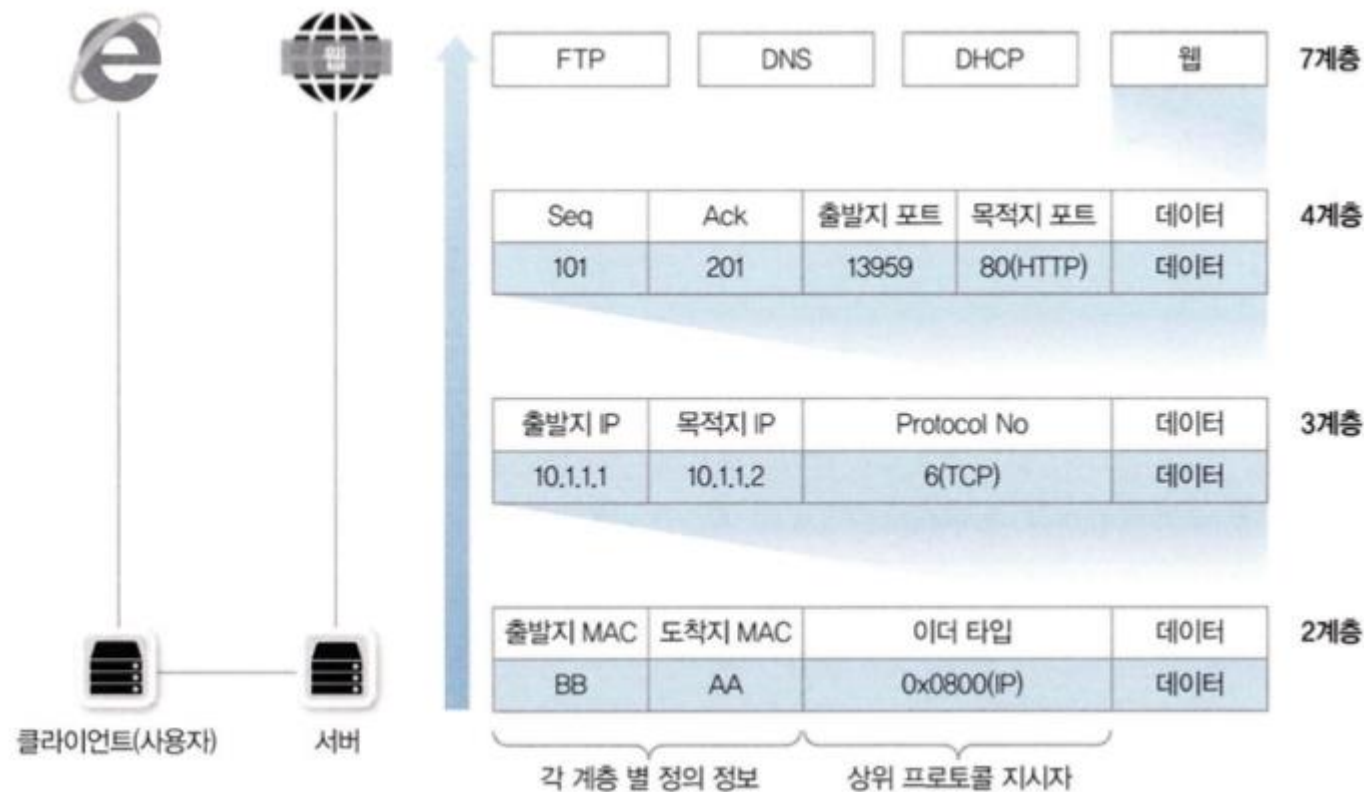 웹
FTP DNS DHCP 웹 7계층
Seq Ack 출발지 포트 목적지 포트 데이터 4계층
101 201 13959 80(HTTP) 데이터
출발지 IP 목적지 IP Protocol No 데이터 3계층
10.1.1.1 10.1.1.2 6(TCP) 데이터
출발지 MAC 도착지 MAC 이더 타입 데이터 2계층
BB AA 0x0800(IP) 데이터
클라이언트(사용자) 서버
각 계층 별 정의 정보 상위 프로토콜 지시자